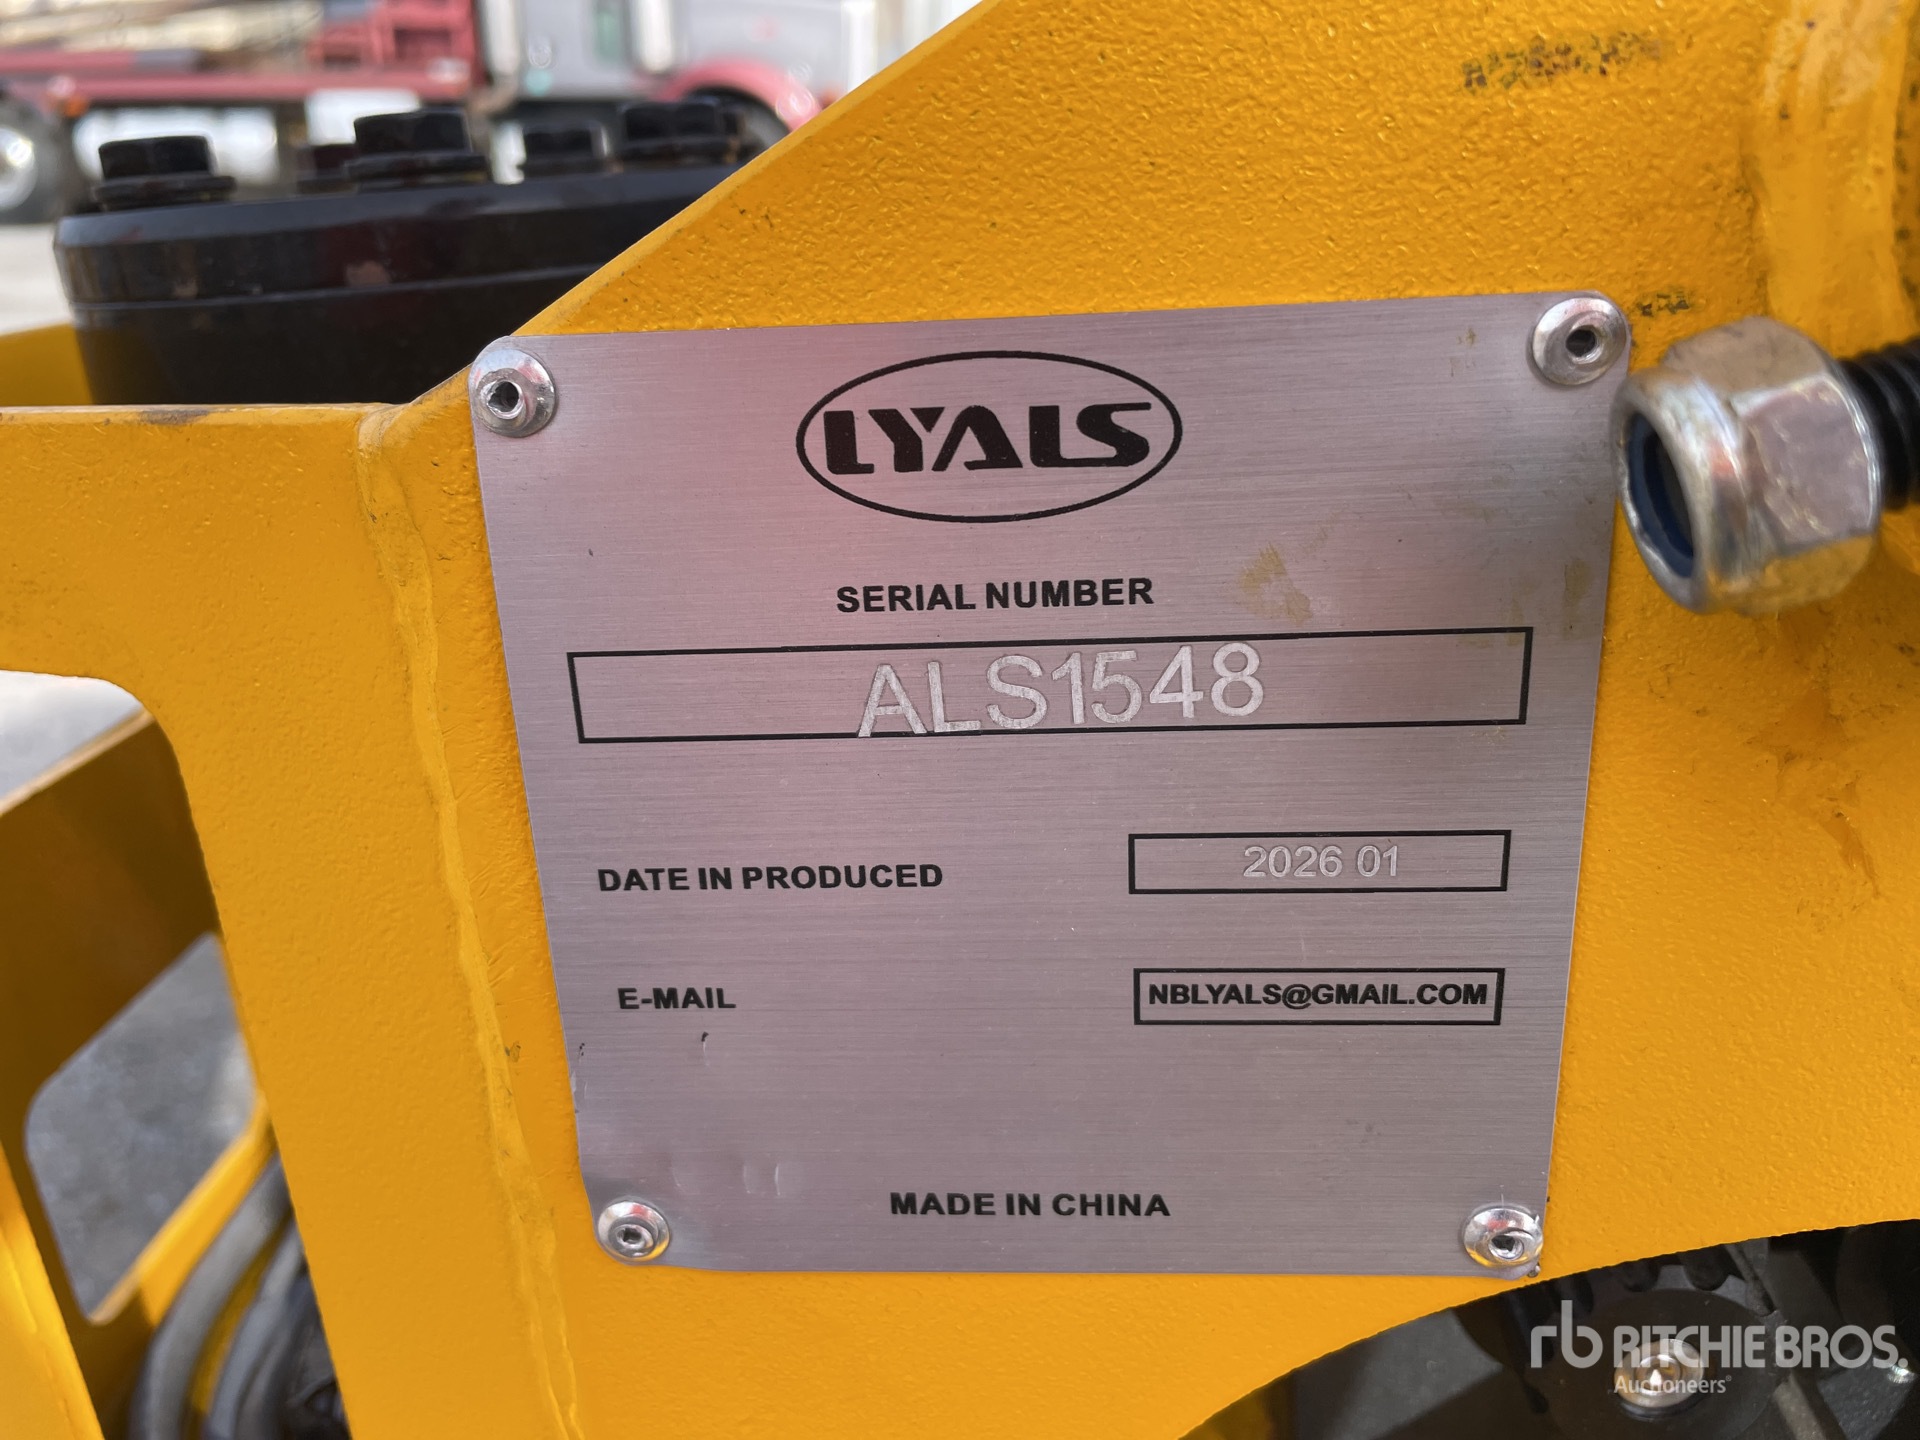 LYALS
SERIAL NUMBER
ALS1548
DATE IN PRODUCED
2026 01
E-MAIL
NBLYALS@GMAIL.COM
MADE IN CHINA
rb RITCHIE BROS.
Auctioneers